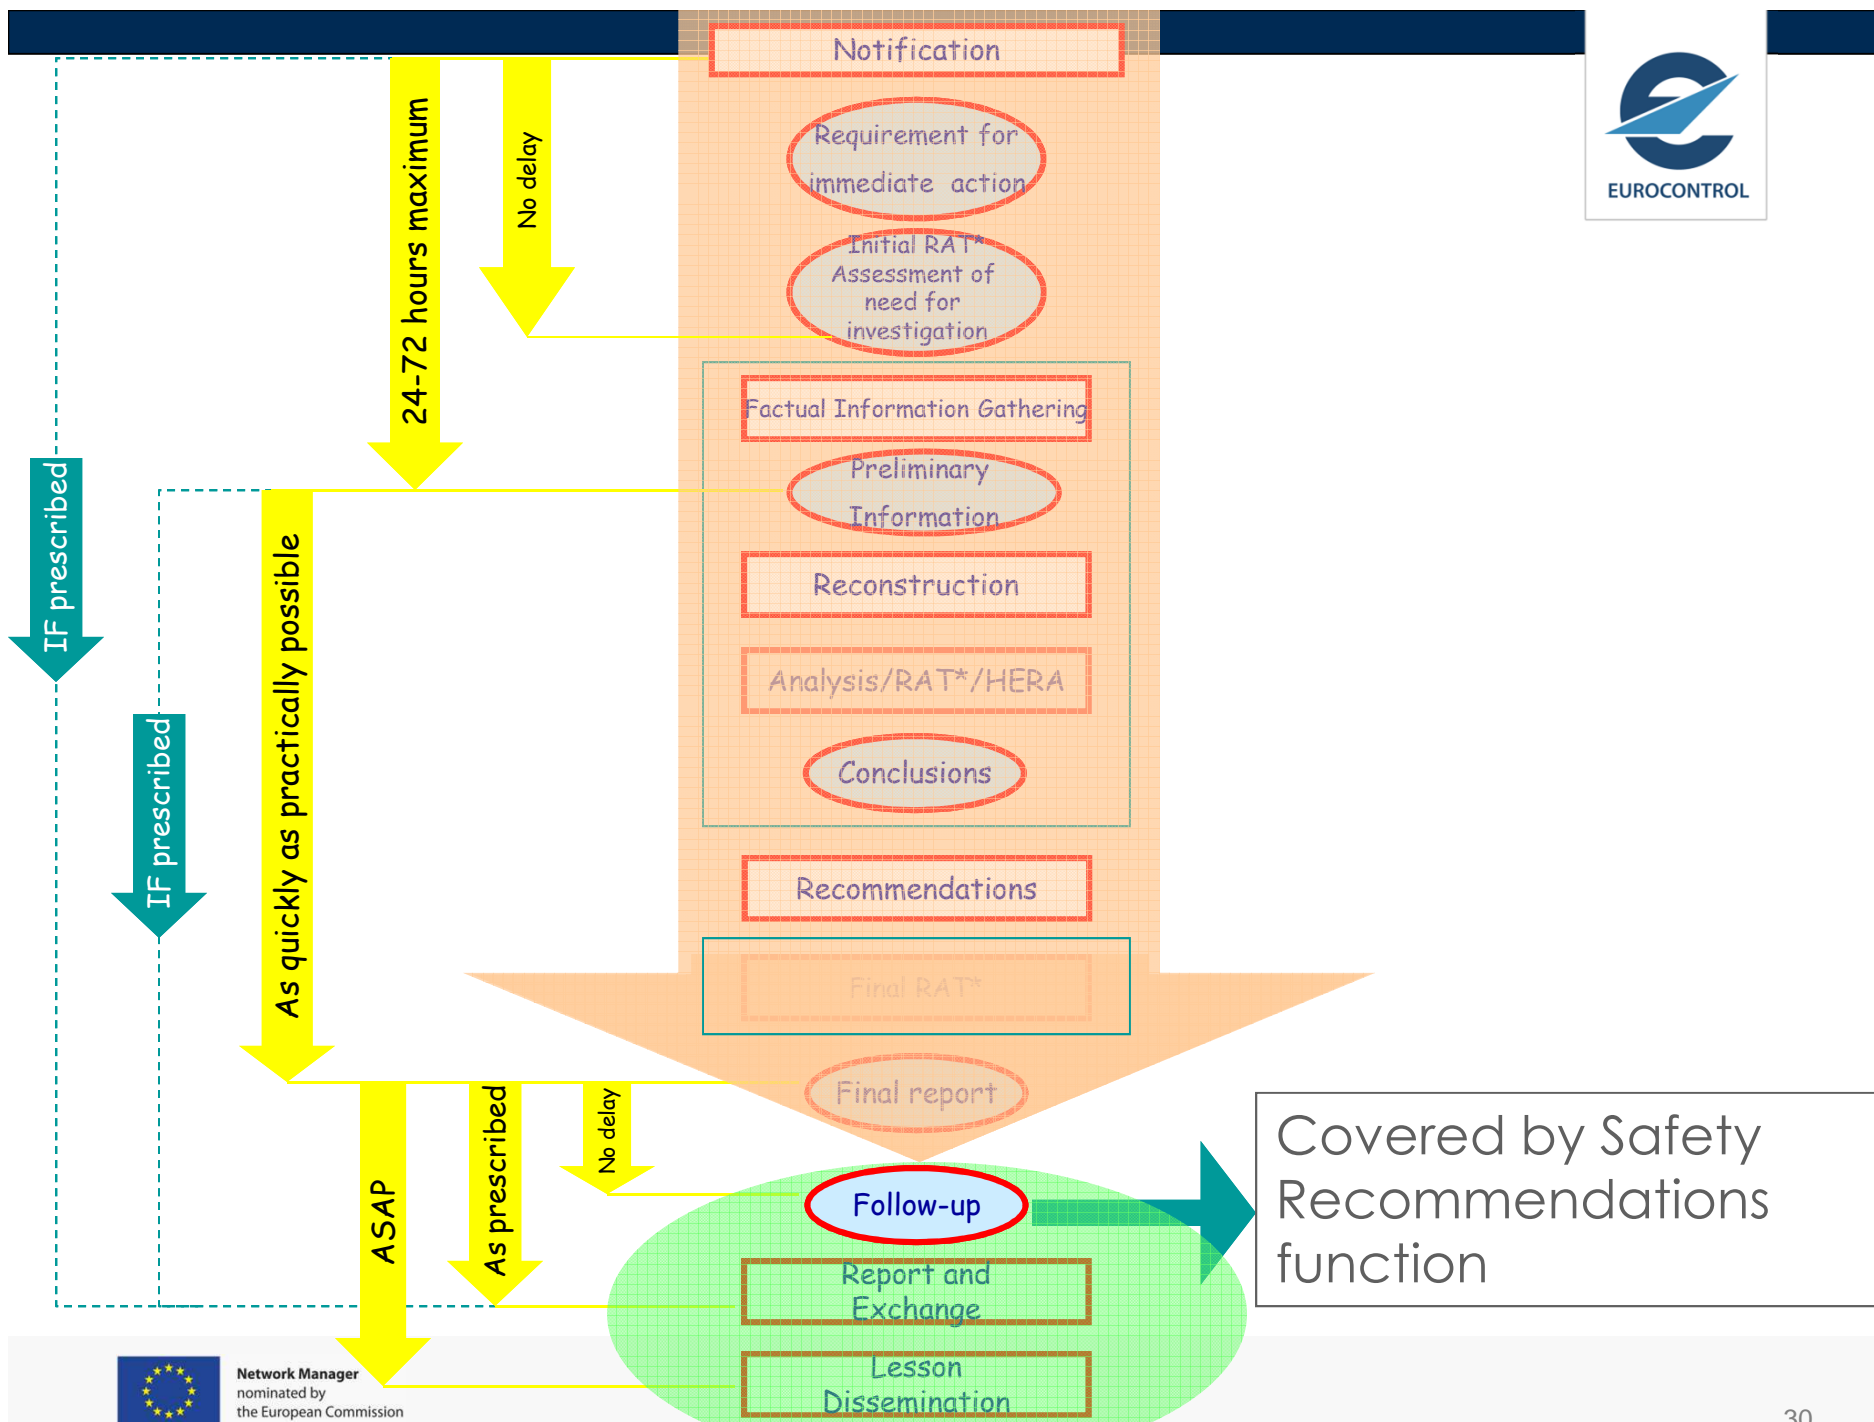 Notification
EUROCONTROL
24-72 hours maximum
No delay
Requirement for
immediate action
Initial RAT*
Assessment of
need for
investigation
Factual Information Gathering
Preliminary
Information
IF prescribed
As quickly as practically possible
Reconstruction
Analysis/RAT*/HERA
IF prescribed
Conclusions
Recommendations
Final RAT*
Final report
ASAP
As prescribed
No delay
Follow-up
Covered by Safety
Recommendations
function
Report and
Exchange
Lesson
Dissemination
Network Manager
nominated by
the European Commission
30